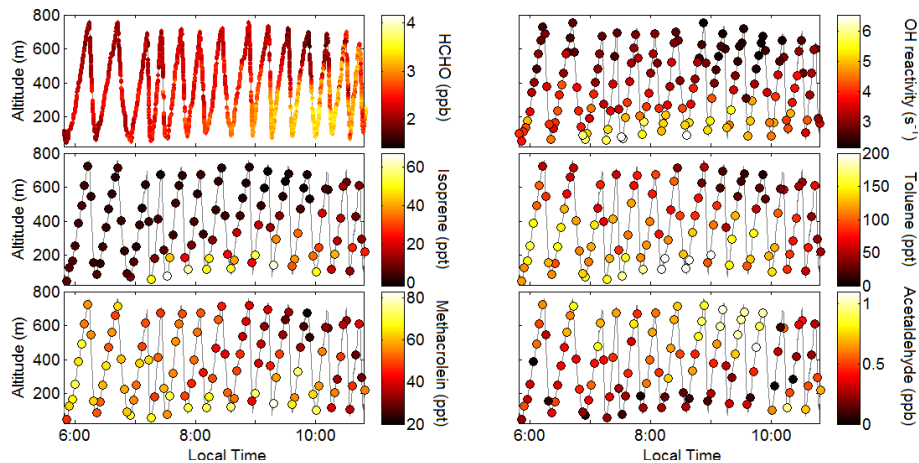 800
600
400
200
Altitude (m)
4
3
2
HCHO (ppb)
6
5
4
3
OH reactivity (s⁻¹)
800
600
400
200
Altitude (m)
60
40
20
0
Isoprene (ppt)
200
150
100
50
0
Toluene (ppt)
800
600
400
200
Altitude (m)
80
60
40
20
Methacrolein (ppt)
1
0.5
0
Acetaldehyde (ppb)
6:00 8:00 10:00
Local Time
6:00 8:00 10:00
Local Time